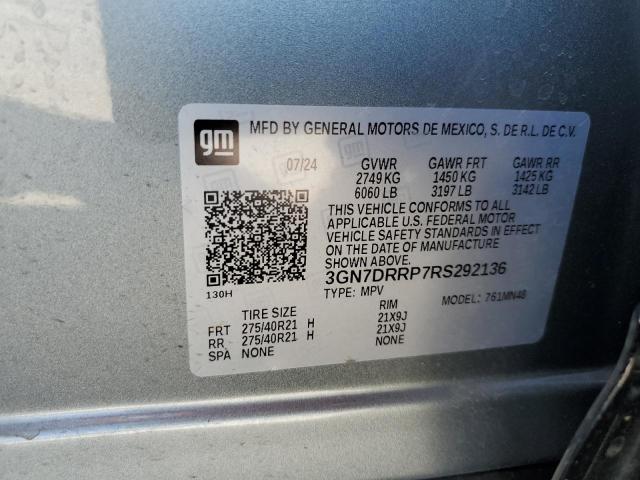 gm
MFD BY GENERAL MOTORS DE MEXICO, S. DE R.L. DE C.V.
07/24 GVWR GAWR FRT GAWR RR
2749 KG 1450 KG 1425 KG
6060 LB 3197 LB 3142 LB
THIS VEHICLE CONFORMS TO ALL
APPLICABLE U.S. FEDERAL MOTOR
VEHICLE SAFETY STANDARDS IN EFFECT
ON THE DATE OF MANUFACTURE SHOWN ABOVE.
3GN7DRRP7RS292136
130H TYPE: MPV MODEL: 761MN48
TIRE SIZE RIM
FRT 275/40R21 H 21X9J
RR 275/40R21 H 21X9J
SPA NONE NONE